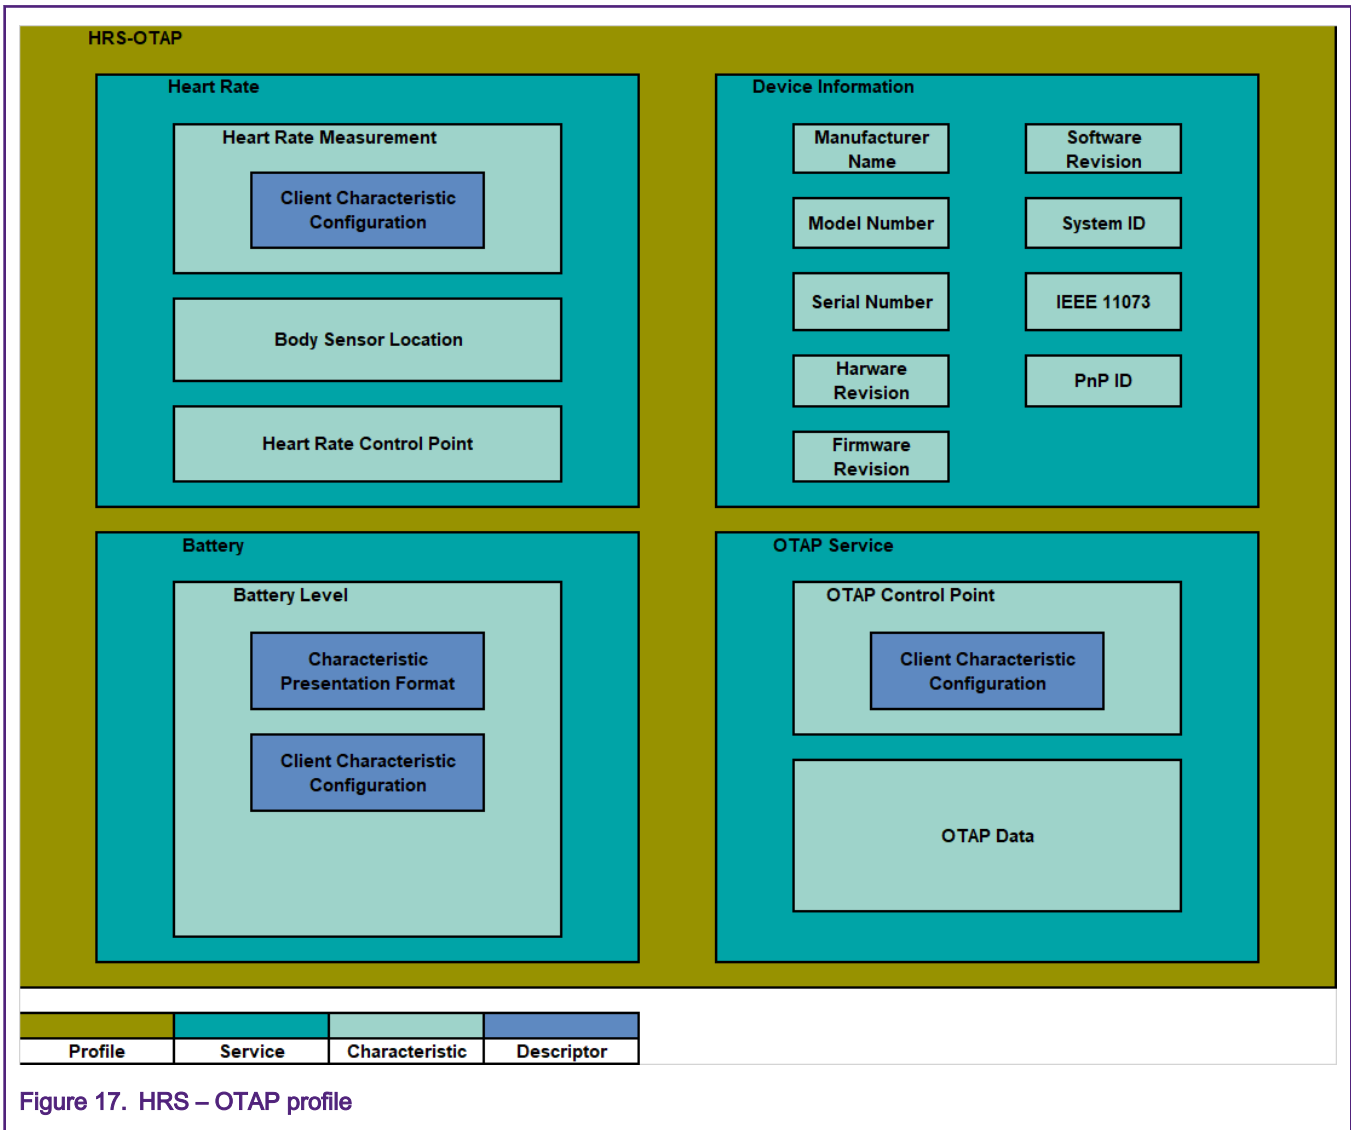 HRS-OTAP
Heart Rate
Heart Rate Measurement
Client Characteristic
Configuration
Body Sensor Location
Heart Rate Control Point
Device Information
Manufacturer
Name
Software
Revision
Model Number
System ID
Serial Number
IEEE 11073
Harware
Revision
PnP ID
Firmware
Revision
Battery
Battery Level
Characteristic
Presentation Format
Client Characteristic
Configuration
OTAP Service
OTAP Control Point
Client Characteristic
Configuration
OTAP Data
Profile
Service
Characteristic
Descriptor
Figure 17. HRS – OTAP profile